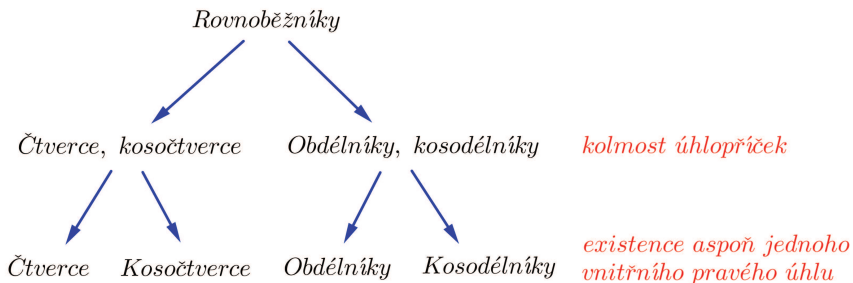 Rovnoběžníky
Čtverce, kosočtverce
Obdélníky, kosodélníky
kolmost úhlopříček
Čtverce
Kosočtverce
Obdélníky
Kosodélníky
existence aspoň jednoho
vnitřního pravého úhlu